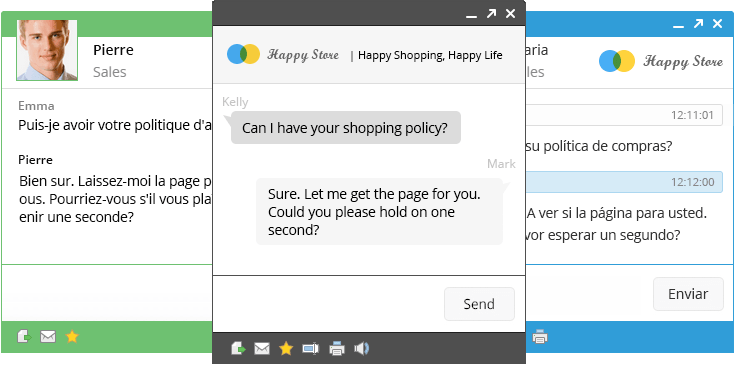 Pierre
Sales
Emma
Puis-je avoir votre politique d'a
Pierre
Bien sur. Laissez-moi la page p
ous. Pourriez-vous s'il vous pla
enir une seconde?
Happy Store | Happy Shopping, Happy Life
Kelly
Can I have your shopping policy?
Mark
Sure. Let me get the page for you.
Could you please hold on one
second?
Send
aria
les
Happy Store
12:11:01
su política de compras?
12:12:00
A ver si la página para usted.
vor esperar un segundo?
Enviar